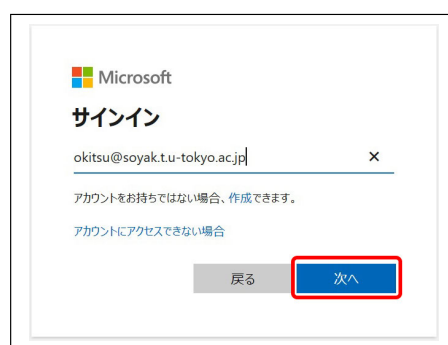 Microsoft
サインイン
okitsu@soyak.t.u-tokyo.ac.jp
アカウントをお持ちではない場合、作成できます。
アカウントにアクセスできない場合
戻る 次へ